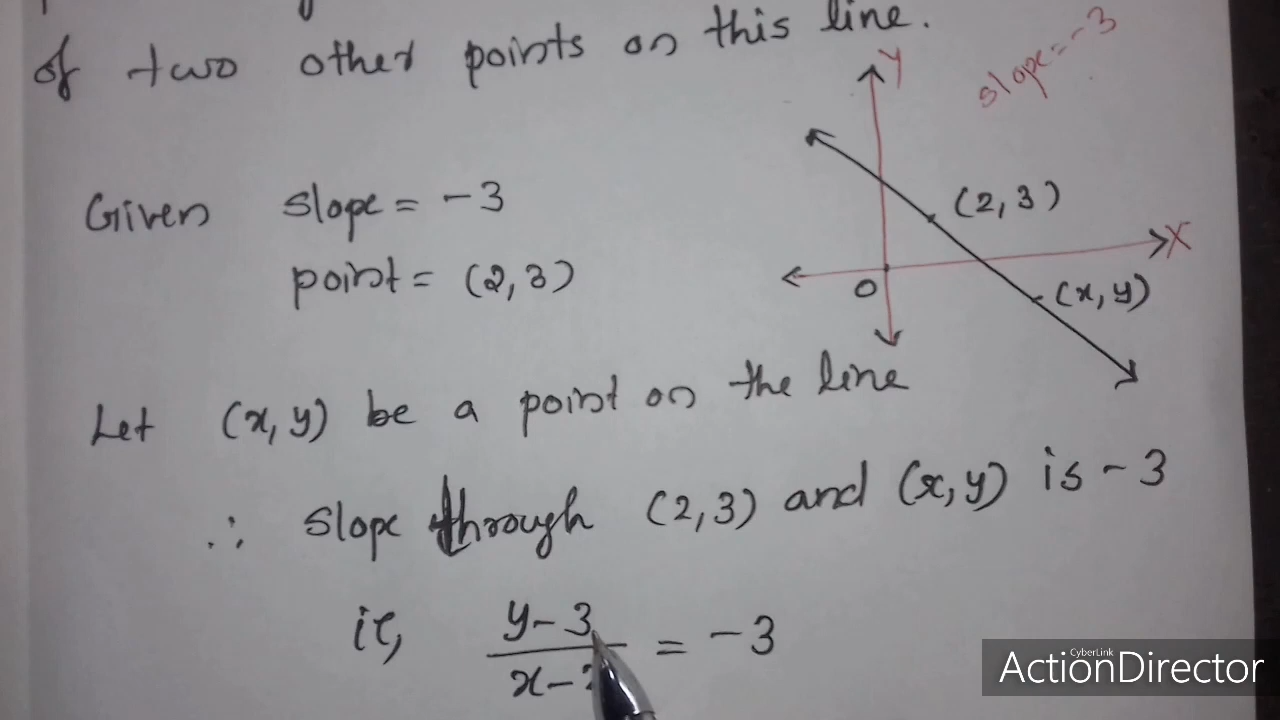 of two other points on this line.
slope = -3
Y
Given slope = -3
(2, 3)
X
point = (2, 3)
O
(x, y)
Let (x, y) be a point on the line
∴ slope through (2, 3) and (x, y) is -3
ie, y-3
x-
= -3
CyberLink
ActionDirector